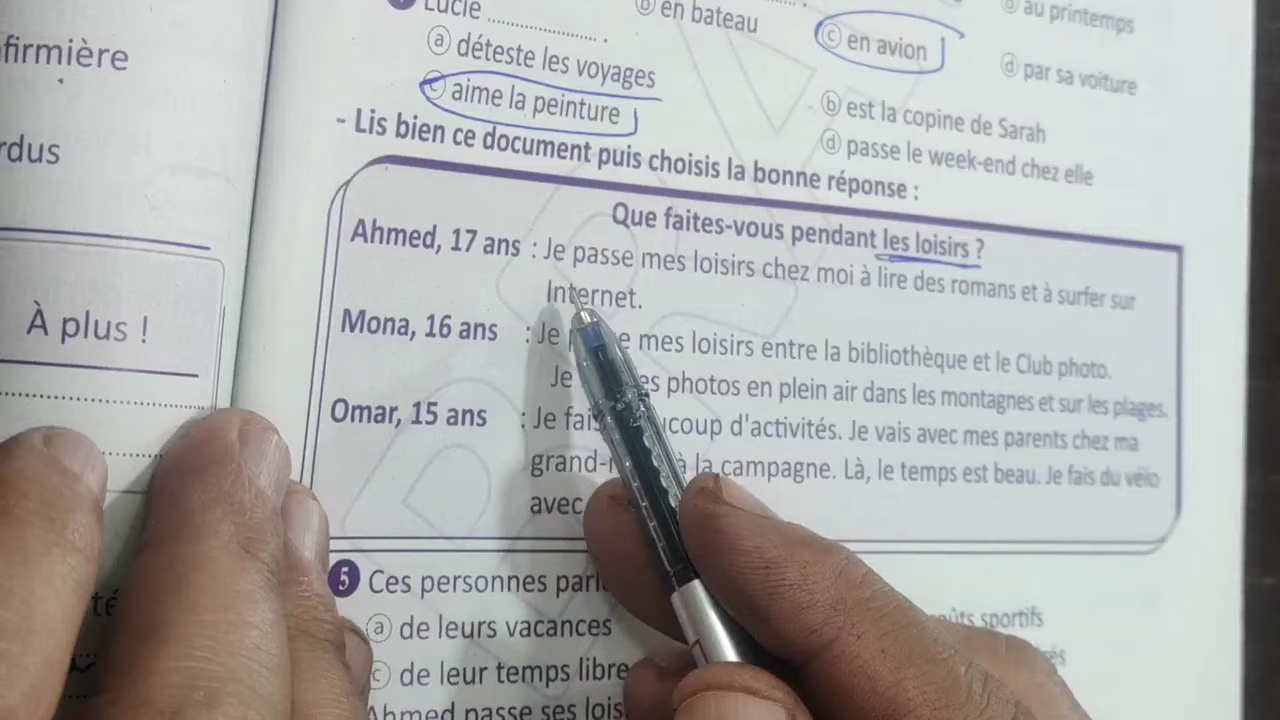 firmière
rdus
À plus !
Lucie ............................ .
ⓑ en bateau
ⓒ en avion
ⓓ au printemps
ⓐ déteste les voyages
ⓓ par sa voiture
ⓒ aime la peinture
ⓑ est la copine de Sarah
ⓓ passe le week-end chez elle
- Lis bien ce document puis choisis la bonne réponse :
Que faites-vous pendant les loisirs ?
Ahmed, 17 ans : Je passe mes loisirs chez moi à lire des romans et à surfer sur
Internet.
Mona, 16 ans : Je mes loisirs entre la bibliothèque et le Club photo.
Je photos en plein air dans les montagnes et sur les plages.
Omar, 15 ans : Je fais d'activités. Je vais avec mes parents chez ma
à la campagne. Là, le temps est beau. Je fais du vélo
avec
5 Ces personnes
sportifs
ⓐ de leurs vacances
ⓒ de leur temps libre
Ahmed passe ses